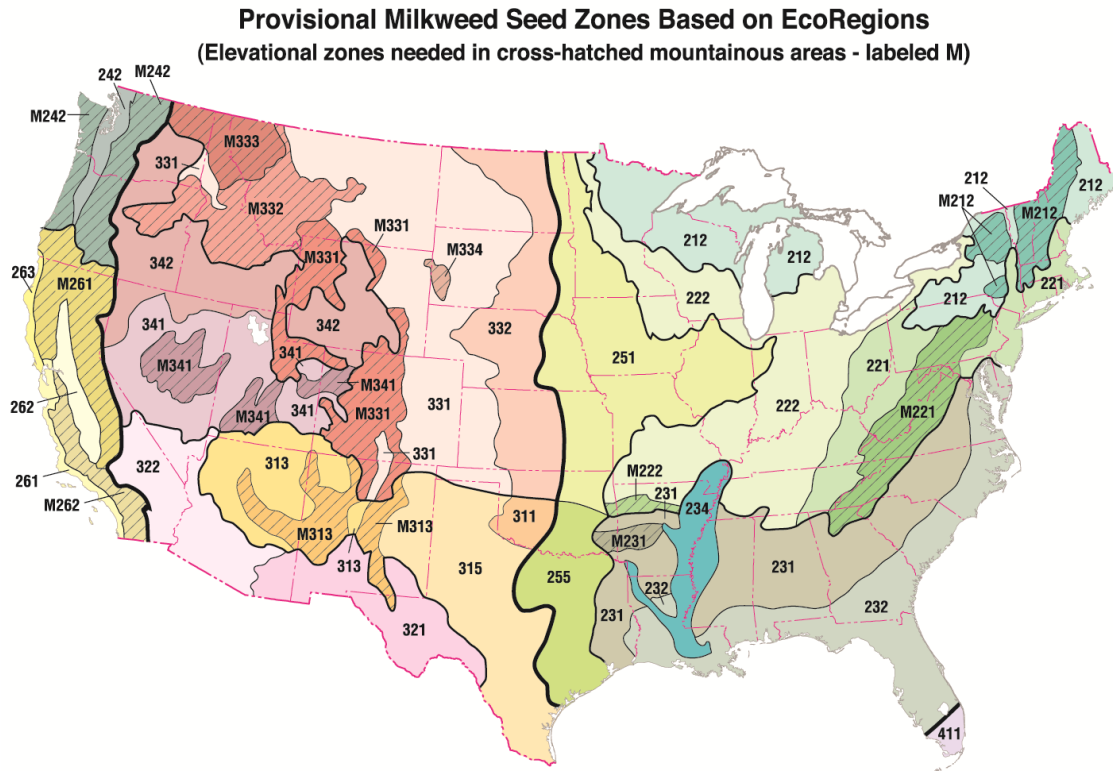 Provisional Milkweed Seed Zones Based on EcoRegions
(Elevational zones needed in cross-hatched mountainous areas - labeled M)
242
M242
M242
M333
331
212
212
M212
M332
M331
M212
M334
212
M331
212
263
M261
342
212
221
222
341
342
332
341
251
M341
M341
221
262
M341
341
M331
331
222
M221
322
313
331
M222
231
261
M262
234
311
M313
M313
M231
231
313
315
255
232
231
232
321
411